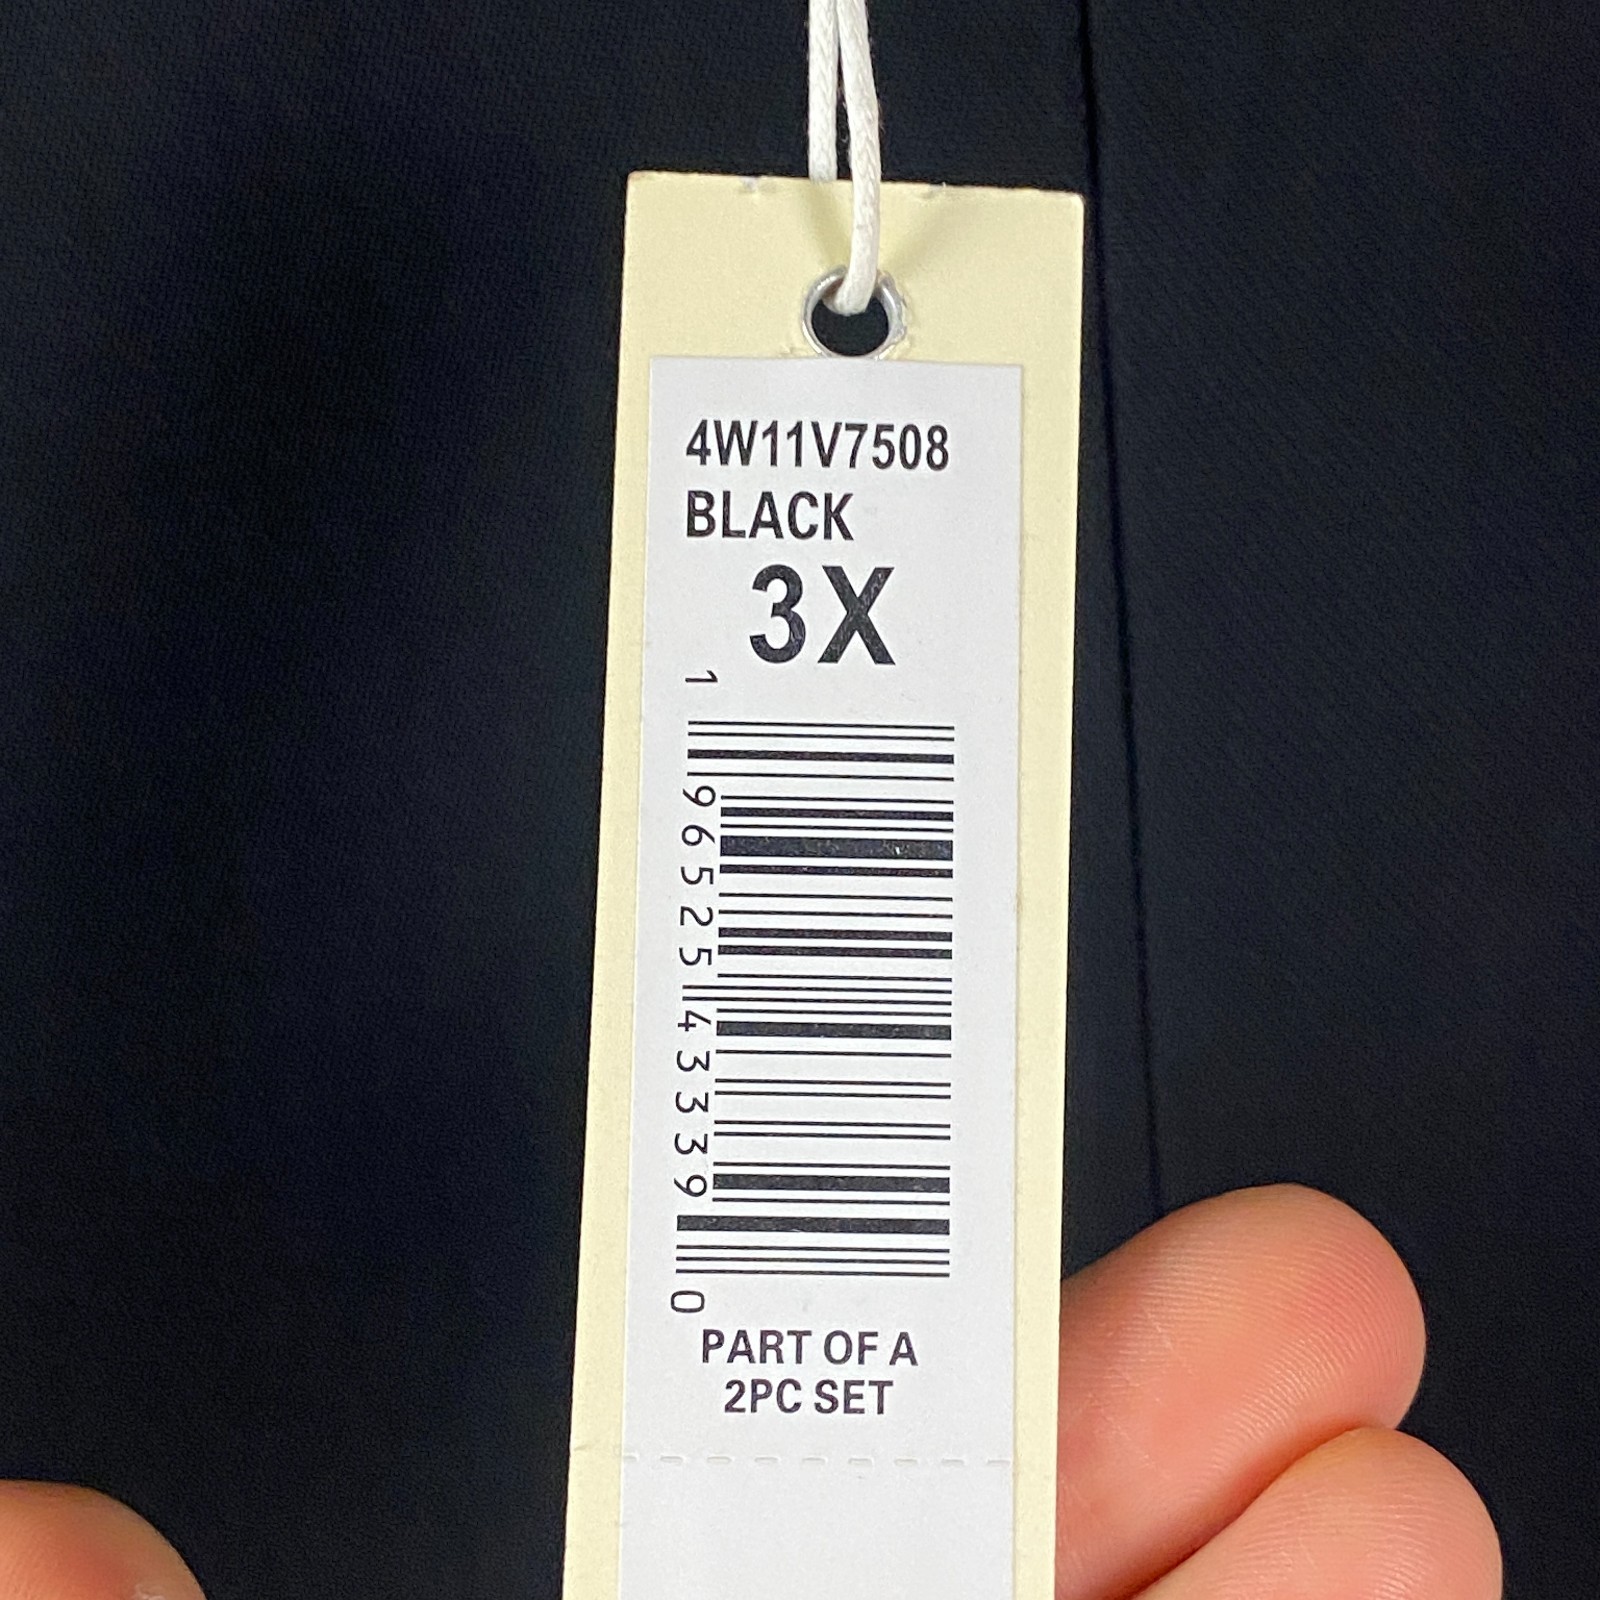 4W11V7508
BLACK
3X
1 96525 43339 0
PART OF A
2PC SET